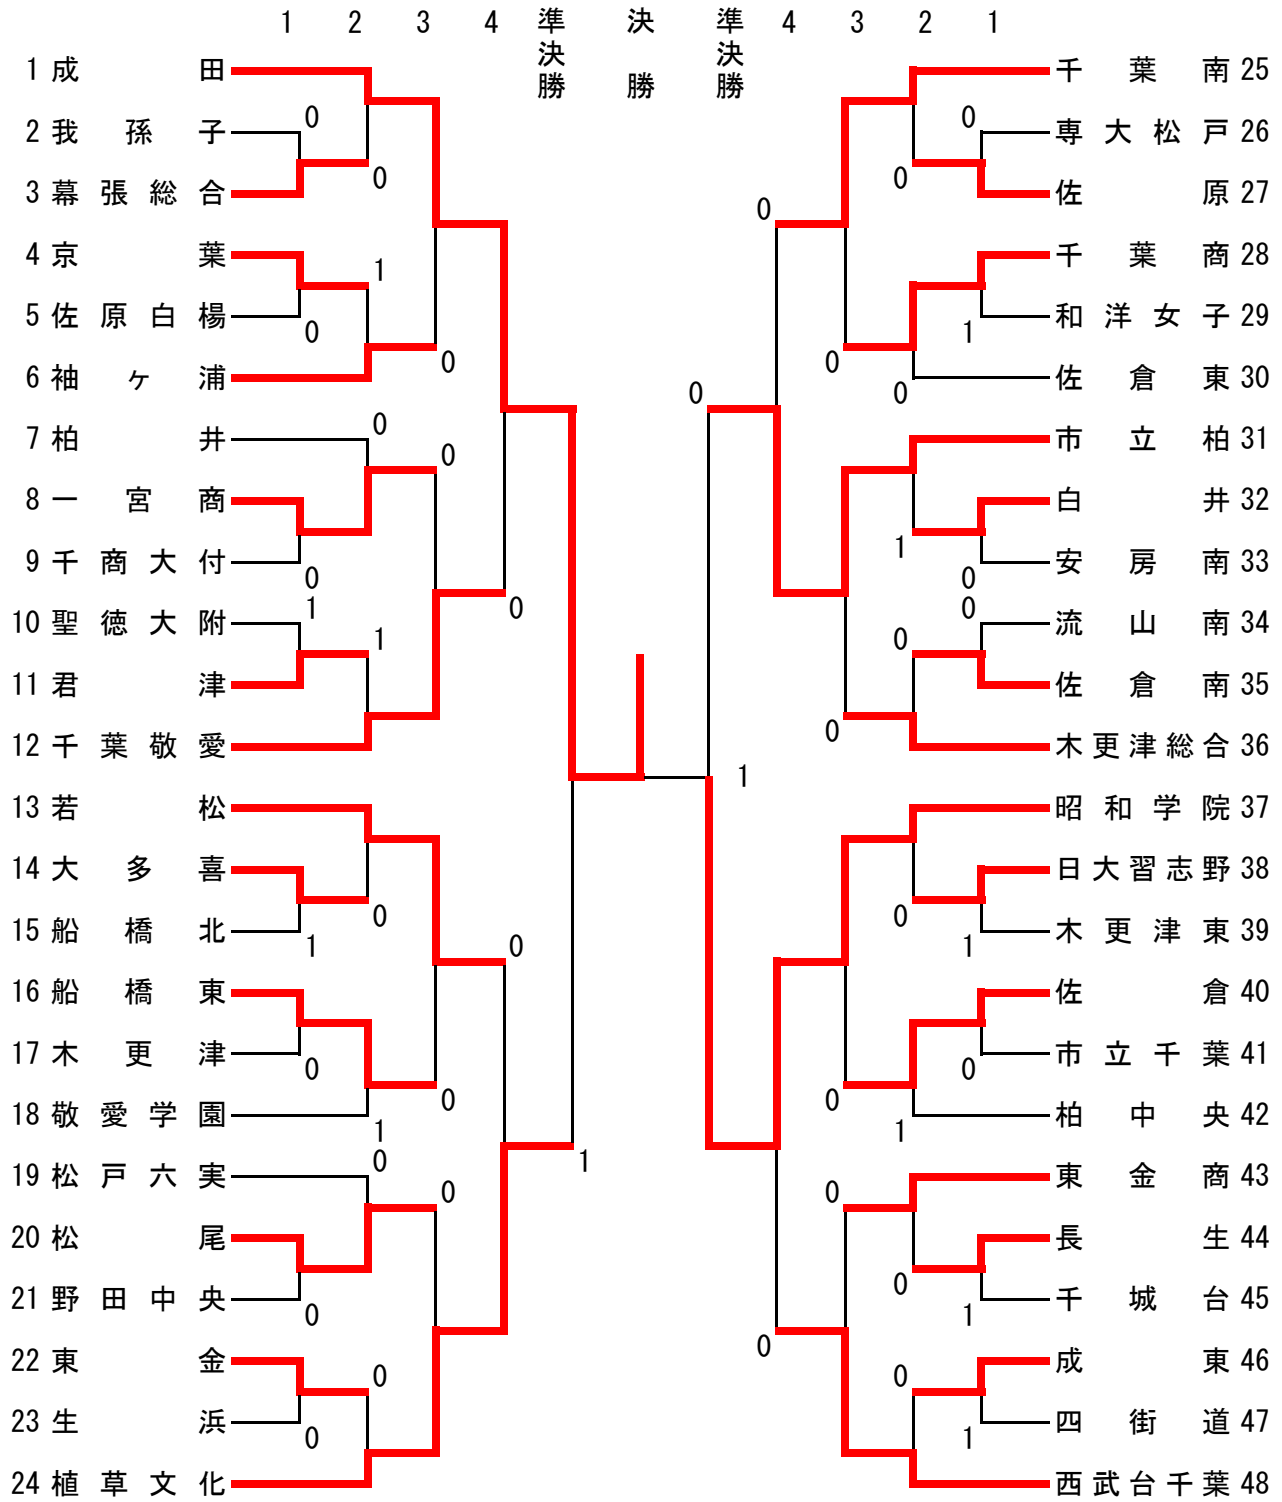 1 2 3 4 準決勝 決勝 準決勝 4 3 2 1
1 成田
2 我孫子
3 幕張総合
4 京葉
5 佐原白楊
6 袖ヶ浦
7 柏井
8 一宮商
9 千商大付
10 聖徳大附
11 君津
12 千葉敬愛
13 若松
14 大多喜
15 船橋北
16 船橋東
17 木更津
18 敬愛学園
19 松戸六実
20 松尾
21 野田中央
22 東金
23 生浜
24 植草文化
0
0
1
0
0
0
0
0
1
1
0
0
1
0
0
0
1
0
0
0
0
0
1
0
0
1
0
0
0
1
0
0
1
0
0
0
0
0
1
0
0
1
0
0
1
0
1
千葉南 25
専大松戸 26
佐原 27
千葉商 28
和洋女子 29
佐倉東 30
市立柏 31
白井 32
安房南 33
流山南 34
佐倉南 35
木更津総合 36
昭和学院 37
日大習志野 38
木更津東 39
佐倉 40
市立千葉 41
柏中央 42
東金商 43
長生 44
千城台 45
成東 46
四街道 47
西武台千葉 48